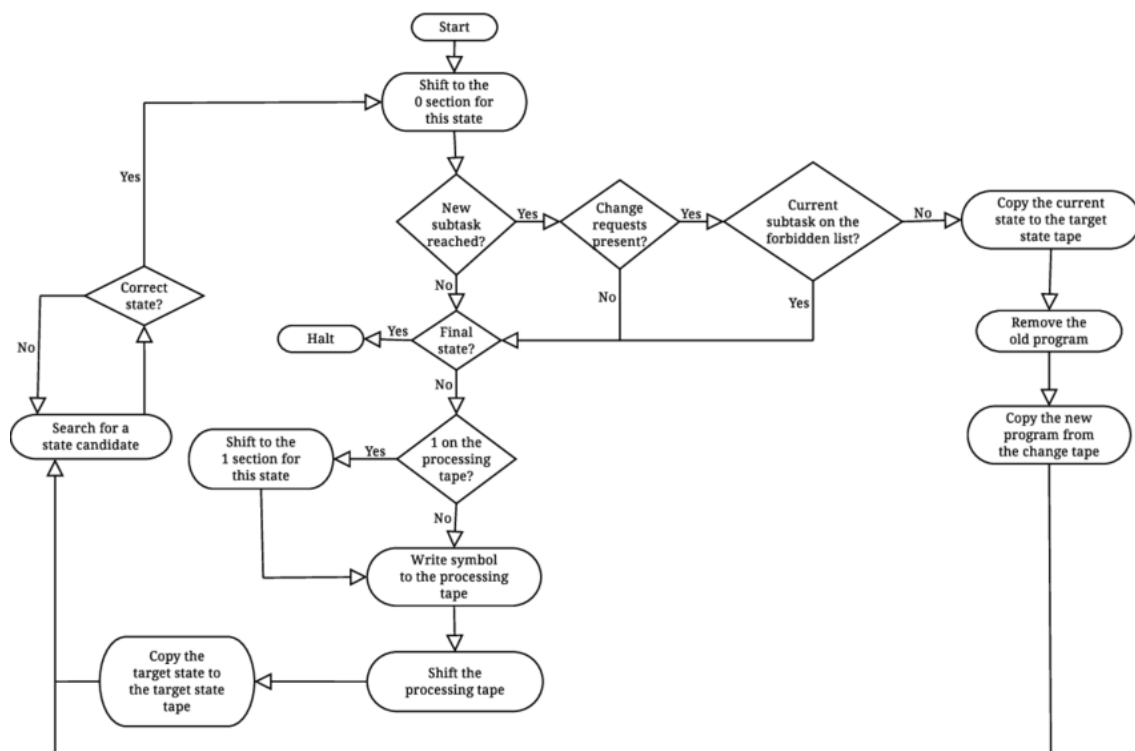 Start
Shift to the
0 section for
this state
Yes
New
subtask
reached?
Yes
Change
requests
present?
Yes
Current
subtask on the
forbidden list?
No
Copy the current
state to the target
state tape
Correct
state?
No
No
No
Yes
Halt
Yes
Final
state?
Remove the
old program
No
Search for a
state candidate
Shift to the
1 section for
this state
Yes
1 on the
processing
tape?
Copy the new
program from
the change tape
No
Write symbol
to the processing
tape
Copy the
target state to
the target state
tape
Shift the
processing tape